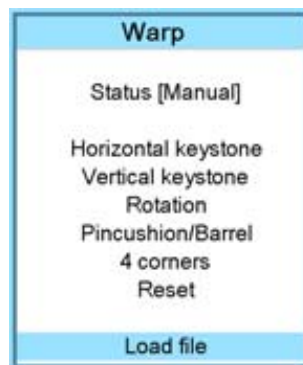 Warp
Status [Manual]
Horizontal keystone
Vertical keystone
Rotation
Pincushion/Barrel
4 corners
Reset
Load file